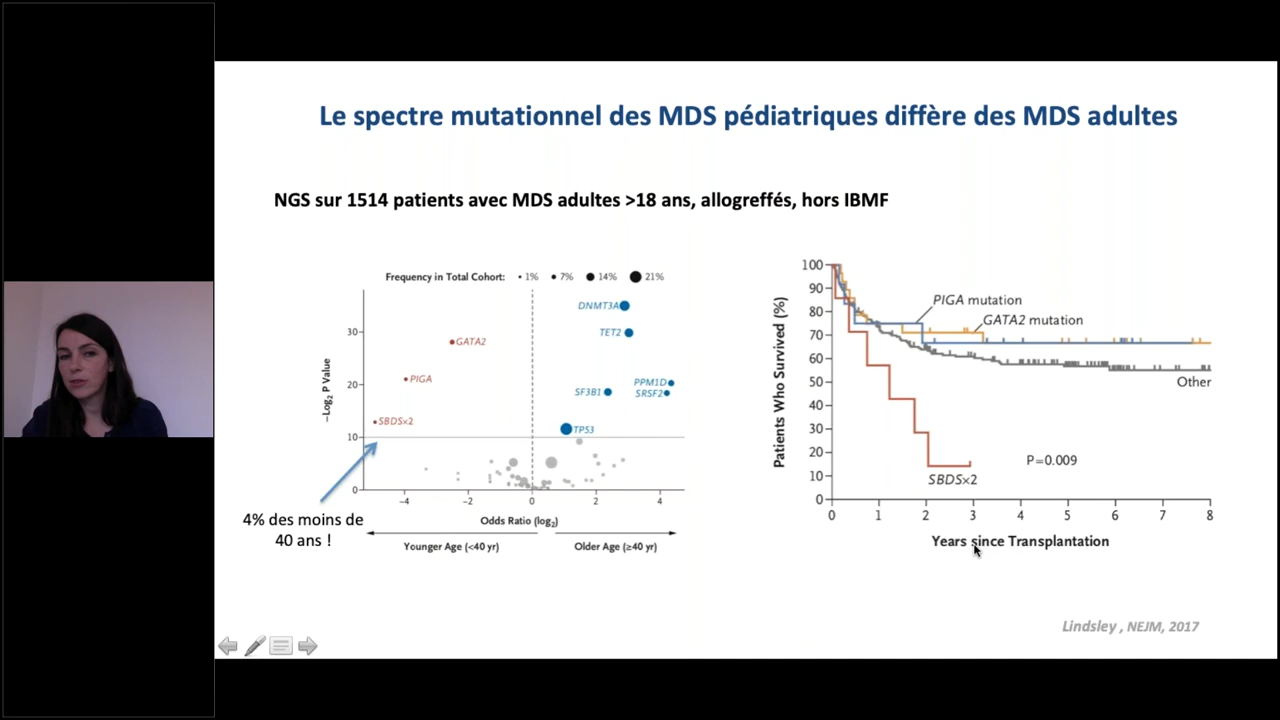 Le spectre mutationnel des MDS pédiatriques diffère des MDS adultes
NGS sur 1514 patients avec MDS adultes >18 ans, allogreffés, hors IBMF
Frequency in Total Cohort: 1% 7% 14% 21%
−Log2 P Value
30
20
10
0
DNMT3A
TET2
GATA2
PIGA
PPM1D
SF3B1
SRSF2
SBDS×2
TP53
−4 −2 0 2 4
Odds Ratio (log2)
Younger Age (<40 yr) Older Age (≥40 yr)
4% des moins de
40 ans !
Patients Who Survived (%)
100
90
80
70
60
50
40
30
20
10
0
PIGA mutation
GATA2 mutation
Other
P=0.009
SBDS×2
0 1 2 3 4 5 6 7 8
Years since Transplantation
Lindsley , NEJM, 2017